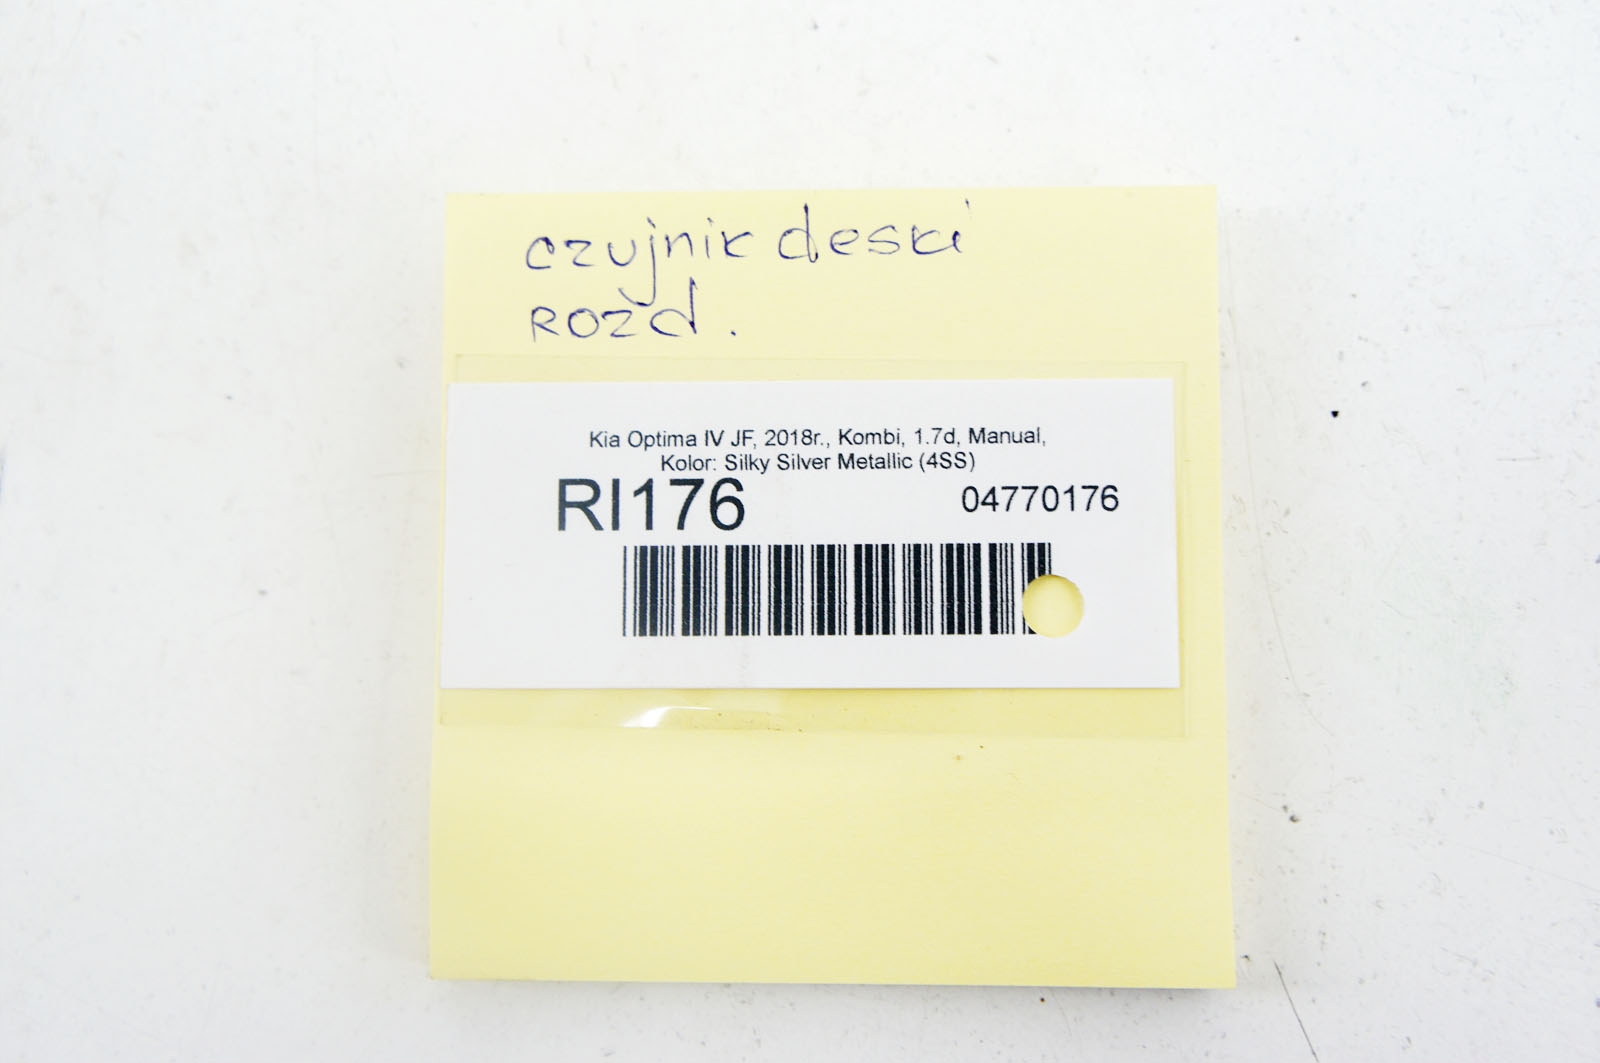 czujnik deski
rozd.
Kia Optima IV JF, 2018r., Kombi, 1.7d, Manual,
Kolor: Silky Silver Metallic (4SS)
RI176 04770176